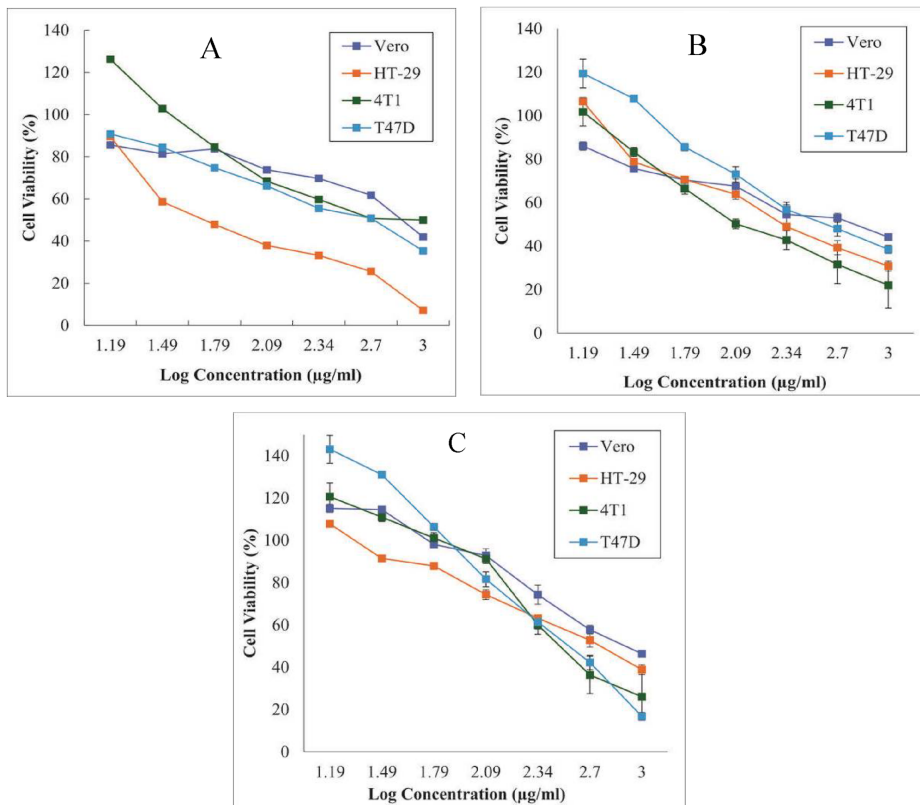 A
Vero
HT-29
4T1
T47D
140
120
100
80
60
40
20
0
Cell Viability (%)
1.19 1.49 1.79 2.09 2.34 2.7 3
Log Concentration (µg/ml)
B
Vero
HT-29
4T1
T47D
140
120
100
80
60
40
20
0
Cell Viability (%)
1.19 1.49 1.79 2.09 2.34 2.7 3
Log Concentration (µg/ml)
C
Vero
HT-29
4T1
T47D
140
120
100
80
60
40
20
0
Cell Viability (%)
1.19 1.49 1.79 2.09 2.34 2.7 3
Log Concentration (µg/ml)